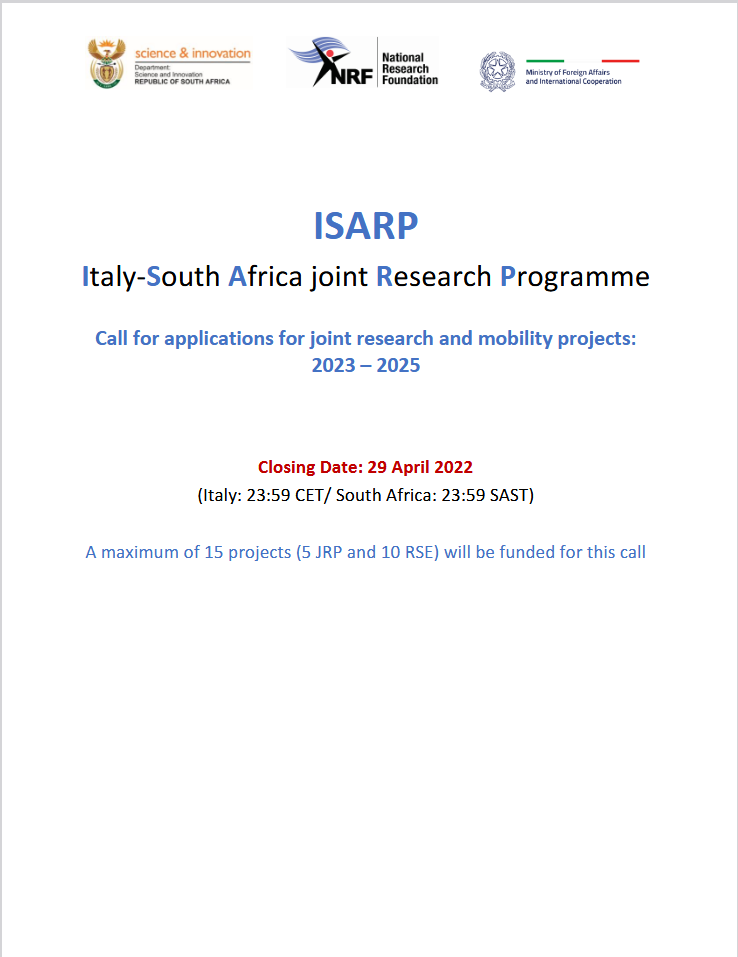 science & innovation
Department:
Science and Innovation
REPUBLIC OF SOUTH AFRICA
NRF
National
Research
Foundation
Ministry of Foreign Affairs
and International Cooperation
ISARP
Italy-South Africa joint Research Programme
Call for applications for joint research and mobility projects:
2023 – 2025
Closing Date: 29 April 2022
(Italy: 23:59 CET/ South Africa: 23:59 SAST)
A maximum of 15 projects (5 JRP and 10 RSE) will be funded for this call